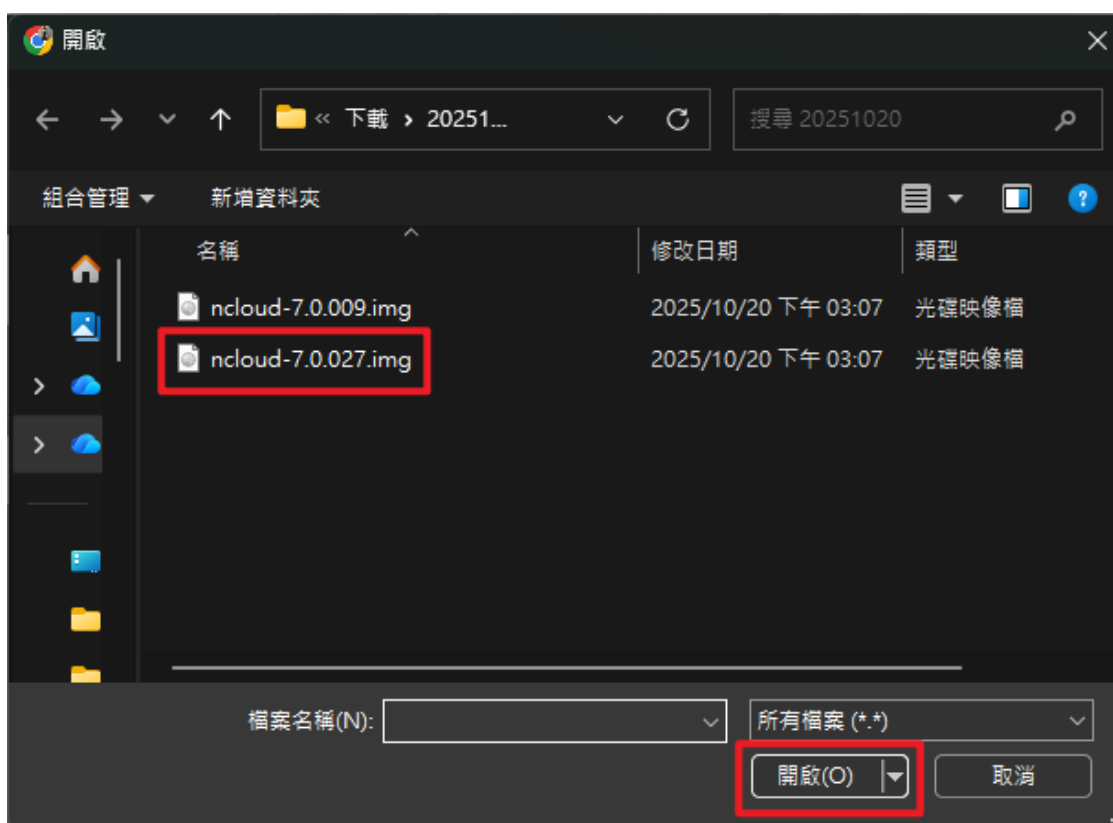 開啟
« 下載 › 20251...
搜尋 20251020
組合管理
新增資料夾
名稱 修改日期 類型
ncloud-7.0.009.img 2025/10/20 下午 03:07 光碟映像檔
ncloud-7.0.027.img 2025/10/20 下午 03:07 光碟映像檔
檔案名稱(N): 所有檔案 (*.*)
開啟(O) 取消